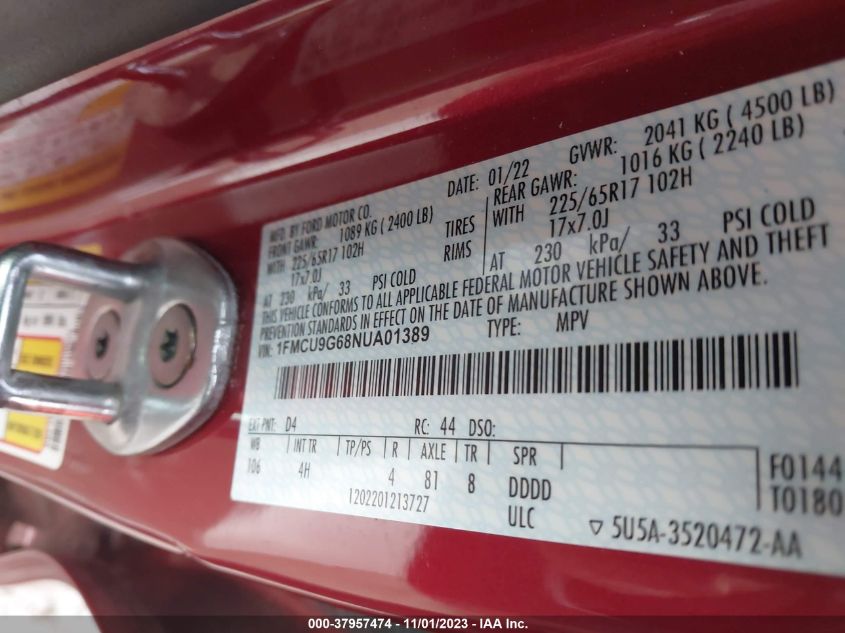 MFG. BY FORD MOTOR CO.
DATE: 01/22 GVWR: 2041 KG ( 4500 LB)
FRONT GAWR: 1089 KG ( 2400 LB)
REAR GAWR: 1016 KG ( 2240 LB)
WITH 225/65R17 102H TIRES
WITH 225/65R17 102H
17x7.0J RIMS
17x7.0J
AT 230 kPa/ 33 PSI COLD
AT 230 kPa/ 33 PSI COLD
THIS VEHICLE CONFORMS TO ALL APPLICABLE FEDERAL MOTOR VEHICLE SAFETY AND THEFT
PREVENTION STANDARDS IN EFFECT ON THE DATE OF MANUFACTURE SHOWN ABOVE.
VIN: 1FMCU9G68NUA01389 TYPE: MPV
EXT PNT: D4 RC: 44 DSO:
WB INT TR TP/PS R AXLE TR SPR
106 4H 4 81 8 DDDD
F0144
T0180
1202201213727 ULC
5U5A-3520472-AA
000-37957474 - 11/01/2023 - IAA Inc.